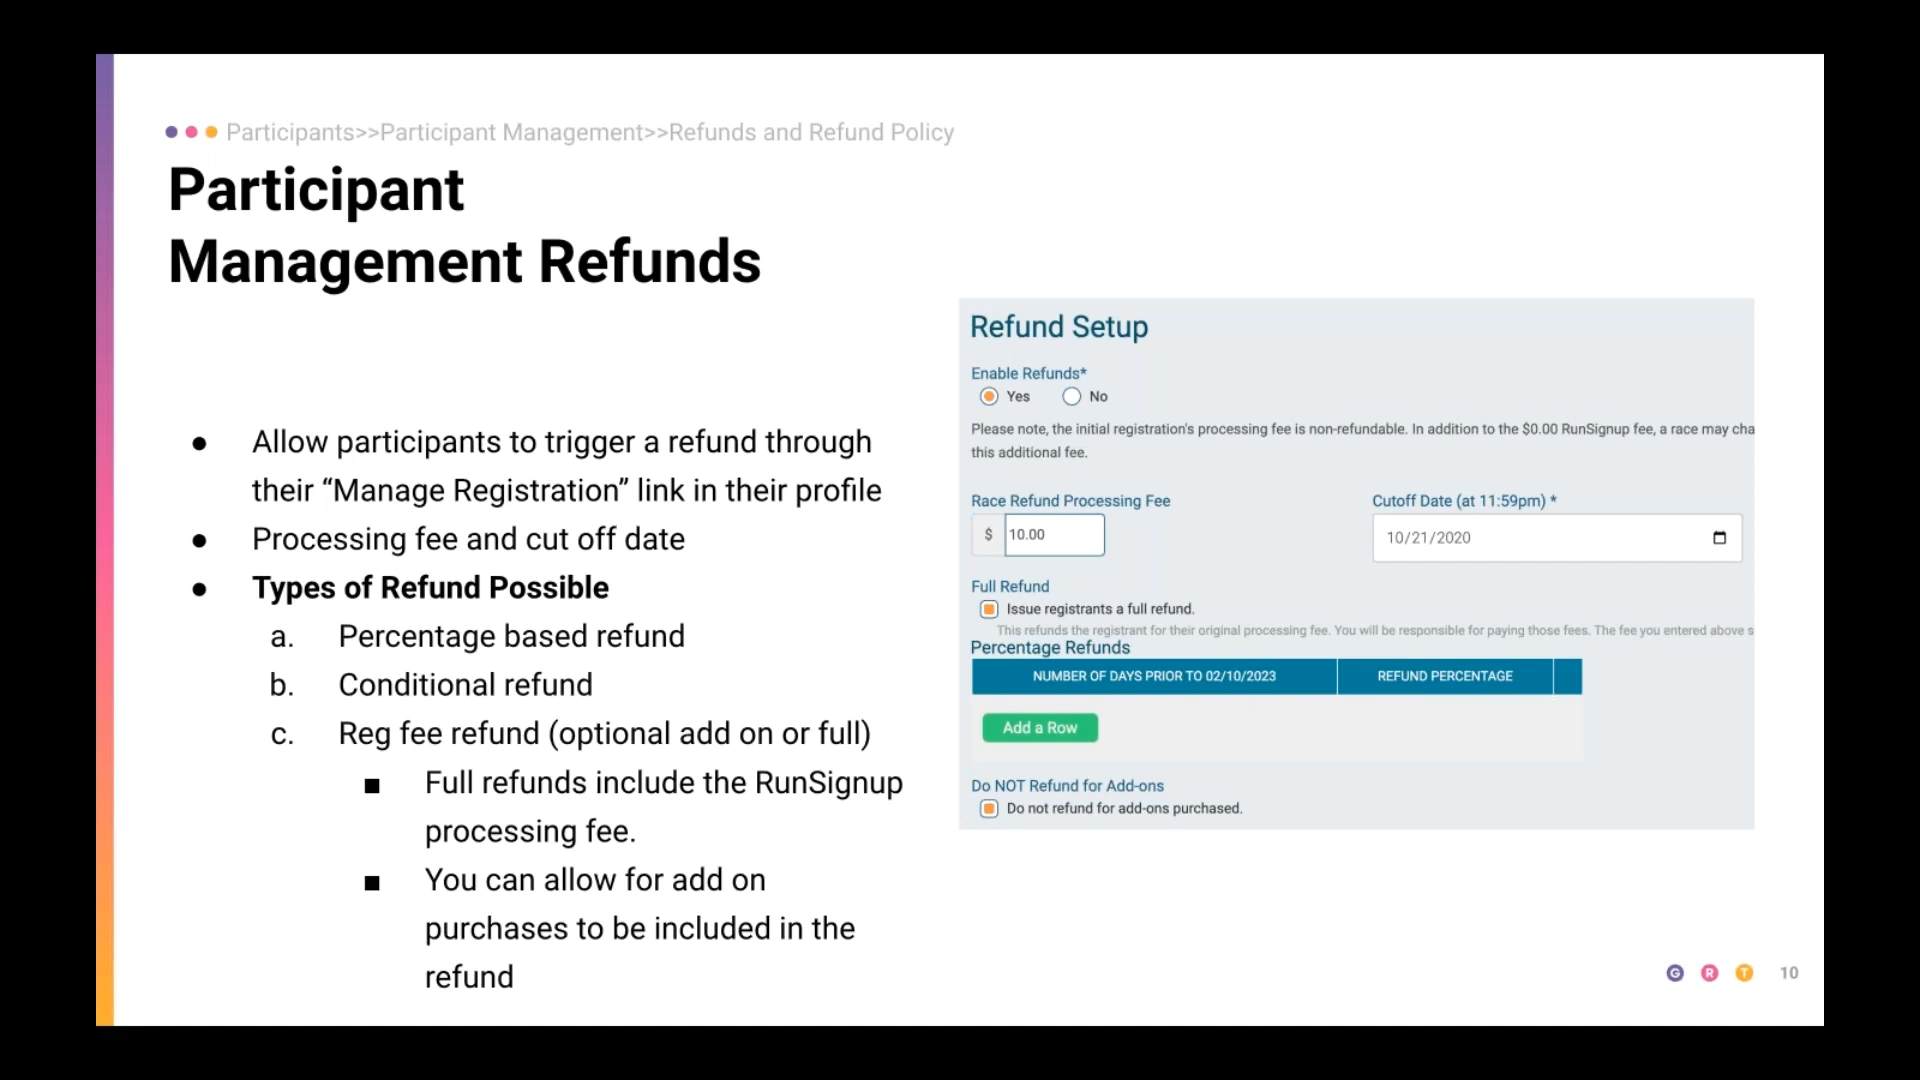 Participants>>Participant Management>>Refunds and Refund Policy
Participant
Management Refunds
● Allow participants to trigger a refund through
their “Manage Registration” link in their profile
● Processing fee and cut off date
● Types of Refund Possible
a. Percentage based refund
b. Conditional refund
c. Reg fee refund (optional add on or full)
■ Full refunds include the RunSignup
processing fee.
■ You can allow for add on
purchases to be included in the
refund
Refund Setup
Enable Refunds*
Yes No
Please note, the initial registration's processing fee is non-refundable. In addition to the $0.00 RunSignup fee, a race may cha
this additional fee.
Race Refund Processing Fee Cutoff Date (at 11:59pm) *
$ 10.00 10/21/2020
Full Refund
Issue registrants a full refund.
This refunds the registrant for their original processing fee. You will be responsible for paying those fees. The fee you entered above s
Percentage Refunds
NUMBER OF DAYS PRIOR TO 02/10/2023 REFUND PERCENTAGE
Add a Row
Do NOT Refund for Add-ons
Do not refund for add-ons purchased.
G R T 10